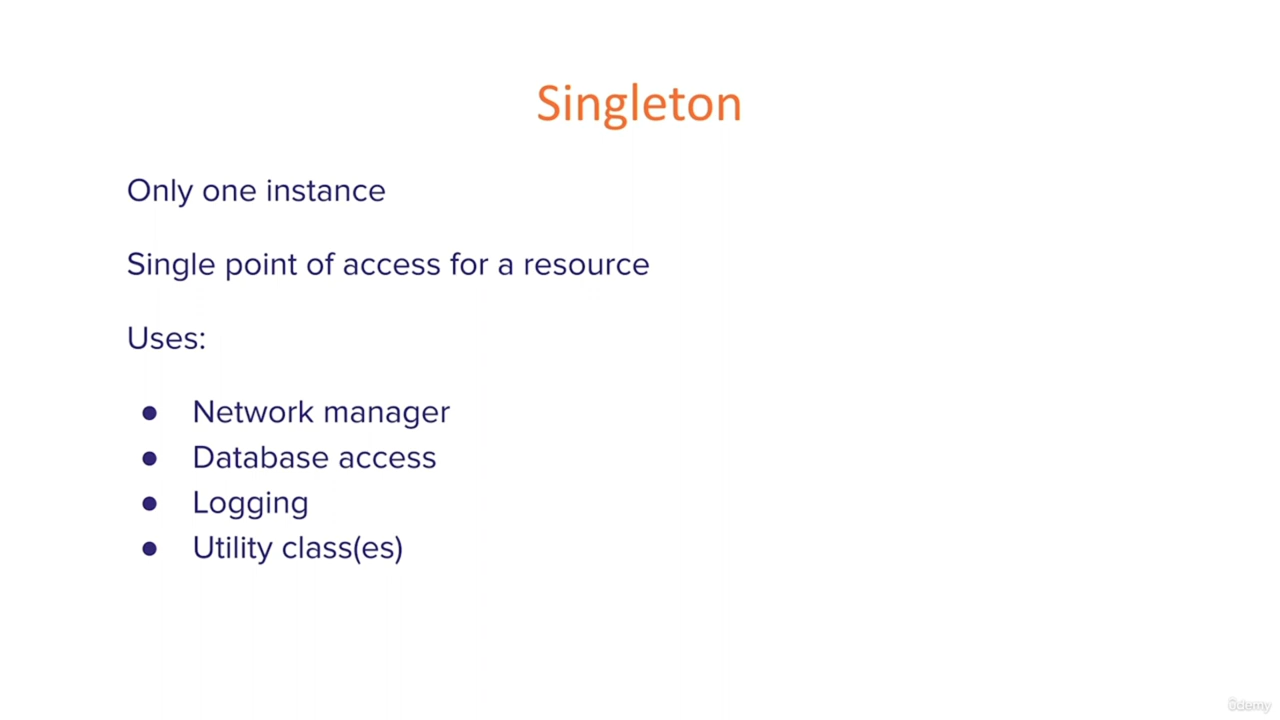 Singleton
Only one instance
Single point of access for a resource
Uses:
● Network manager
● Database access
● Logging
● Utility class(es)
ûdemy